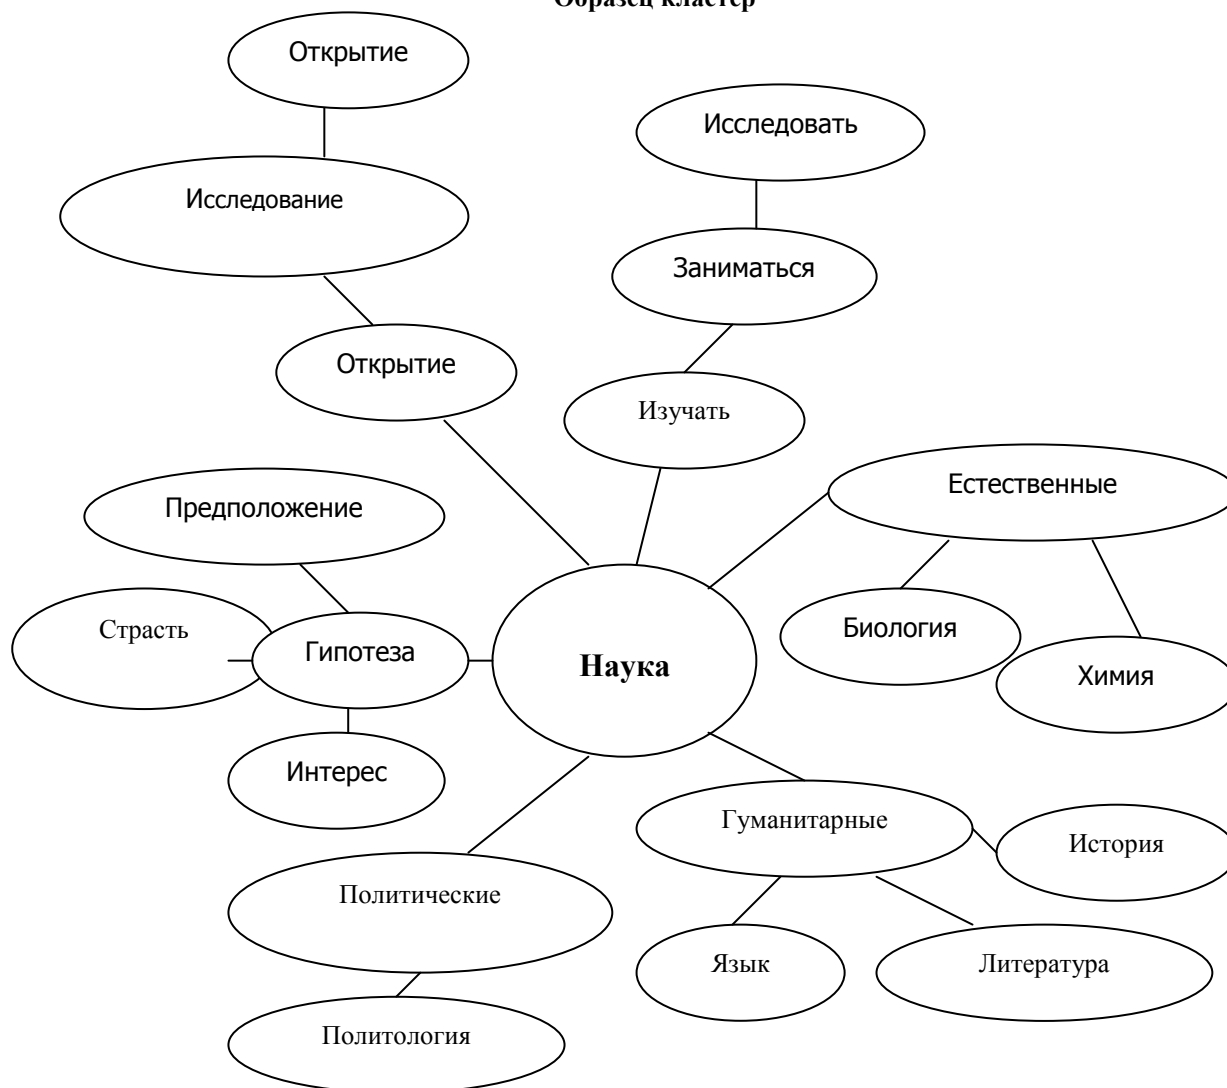 Образец кластер
Открытие
Исследовать
Исследование
Заниматься
Открытие
Изучать
Естественные
Предположение
Биология
Страсть
Гипотеза
Наука
Химия
Интерес
Гуманитарные
История
Политические
Язык
Литература
Политология